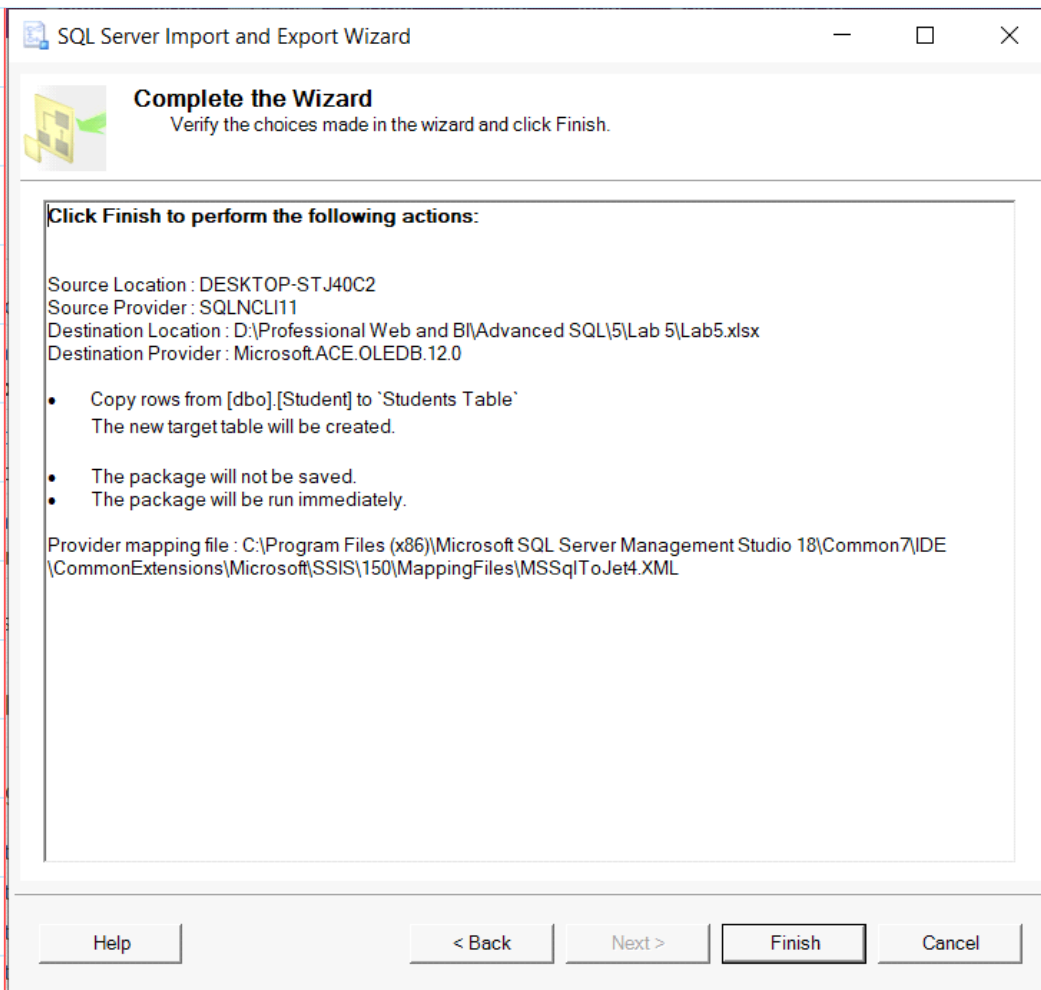 SQL Server Import and Export Wizard
Complete the Wizard
Verify the choices made in the wizard and click Finish.
Click Finish to perform the following actions:
Source Location : DESKTOP-STJ40C2
Source Provider : SQLNCLI11
Destination Location : D:\Professional Web and BI\Advanced SQL\5\Lab 5\Lab5.xlsx
Destination Provider : Microsoft.ACE.OLEDB.12.0
• Copy rows from [dbo].[Student] to `Students Table`
The new target table will be created.
• The package will not be saved.
• The package will be run immediately.
Provider mapping file : C:\Program Files (x86)\Microsoft SQL Server Management Studio 18\Common7\IDE
\CommonExtensions\Microsoft\SSIS\150\MappingFiles\MSSqlToJet4.XML
Help
< Back
Next >
Finish
Cancel